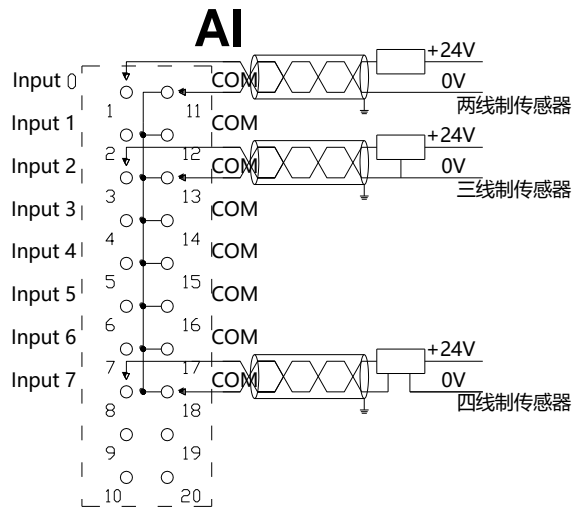 AI
+24V
Input 0 COM 0V
1 11 两线制传感器
Input 1 COM
2 12 +24V
Input 2 COM 0V
3 13 三线制传感器
Input 3 COM
4 14
Input 4 COM
5 15
Input 5 COM
6 16
Input 6 COM
7 17 +24V
Input 7 COM 0V
8 18 四线制传感器
9 19
10 20